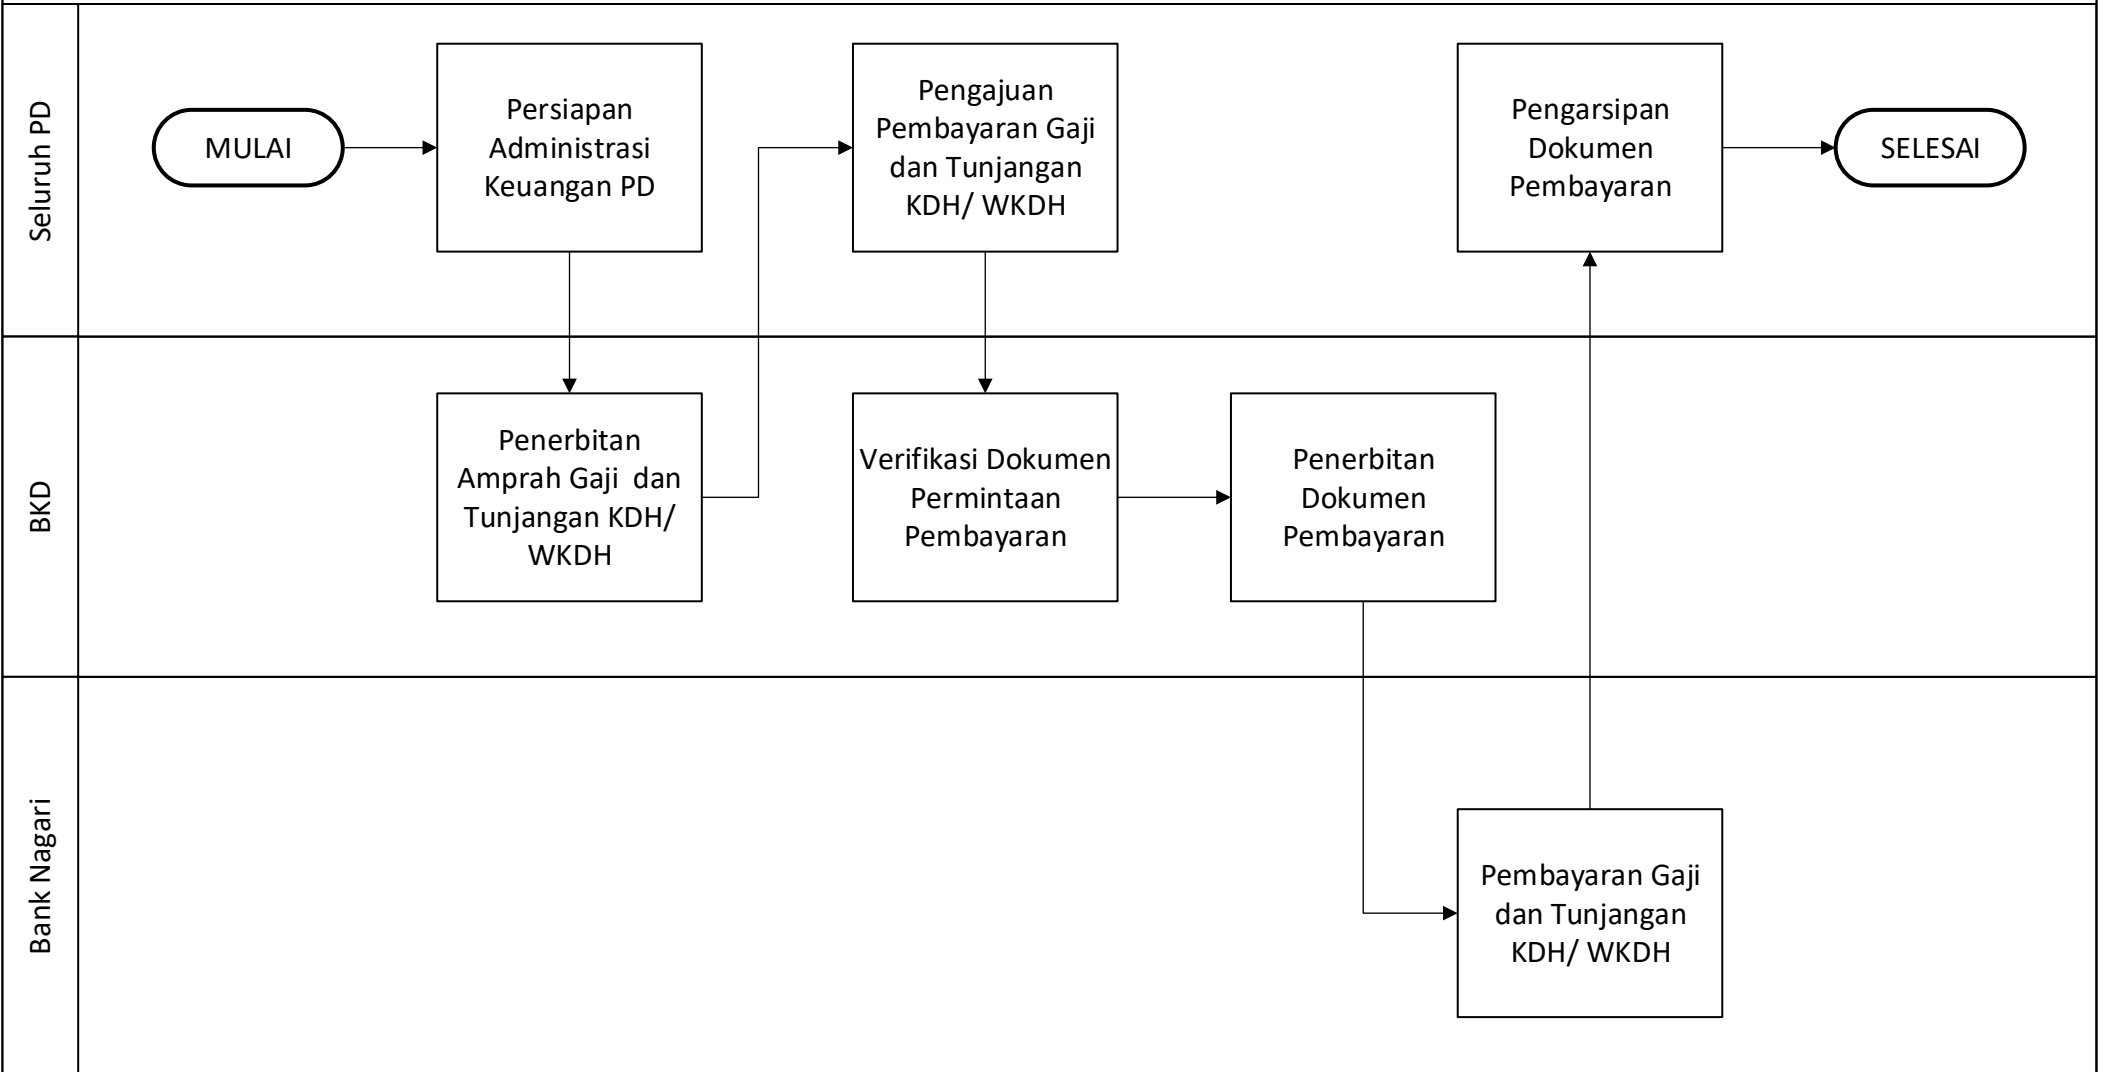 Seluruh PD
MULAI
Persiapan
Administrasi
Keuangan PD
Pengajuan
Pembayaran Gaji
dan Tunjangan
KDH/ WKDH
Pengarsipan
Dokumen
Pembayaran
SELESAI
BKD
Penerbitan
Amprah Gaji  dan
Tunjangan KDH/
WKDH
Verifikasi Dokumen
Permintaan
Pembayaran
Penerbitan
Dokumen
Pembayaran
Bank Nagari
Pembayaran Gaji
dan Tunjangan
KDH/ WKDH